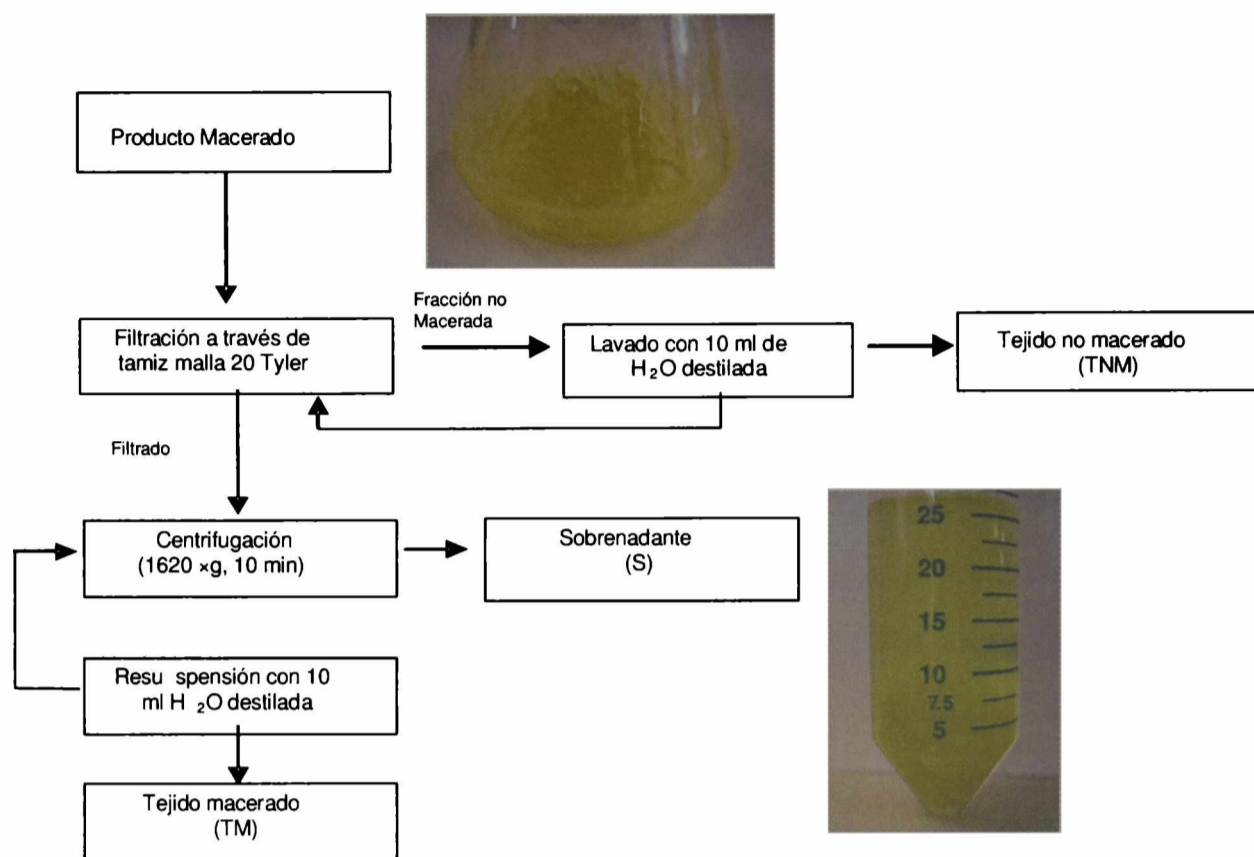 Producto Macerado
Fracción no
Macerada
Filtración a través de
tamiz malla 20 Tyler
Lavado con 10 ml de
H₂O destilada
Tejido no macerado
(TNM)
Filtrado
Centrifugación
(1620 ×g, 10 min)
Sobrenadante
(S)
Resu spensión con 10
ml H ₂O destilada
Tejido macerado
(TM)
25
20
15
10
7.5
5